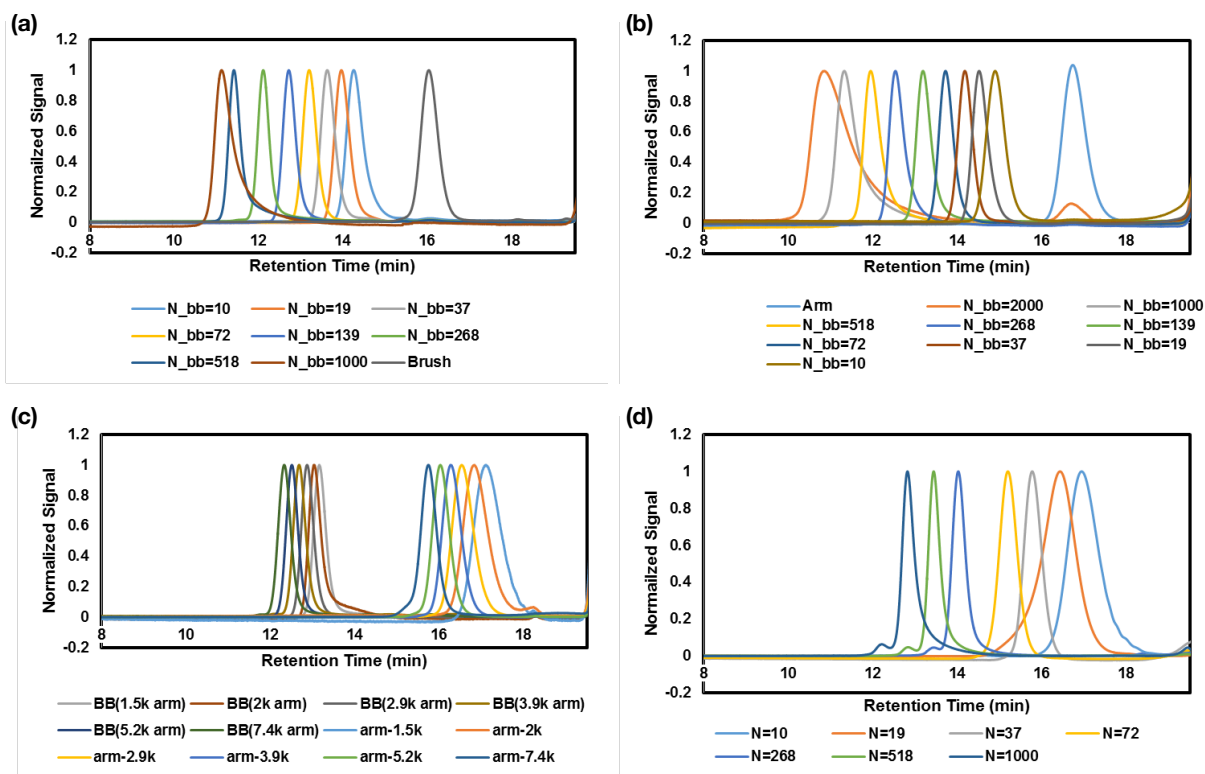 (a)
1.2
1
0.8
0.6
0.4
0.2
0
-0.2
Normailzed Signal
8 10 12 14 16 18
Retention Time (min)
N_bb=10 N_bb=19 N_bb=37
N_bb=72 N_bb=139 N_bb=268
N_bb=518 N_bb=1000 Brush
(b)
1.2
1
0.8
0.6
0.4
0.2
0
-0.2
Normailzed Signal
8 10 12 14 16 18
Retention Time (min)
Arm N_bb=2000 N_bb=1000
N_bb=518 N_bb=268 N_bb=139
N_bb=72 N_bb=37 N_bb=19
N_bb=10
(c)
1.2
1
0.8
0.6
0.4
0.2
0
-0.2
Normalized Signal
8 10 12 14 16 18
Retention Time (min)
BB(1.5k arm) BB(2k arm) BB(2.9k arm) BB(3.9k arm)
BB(5.2k arm) BB(7.4k arm) arm-1.5k arm-2k
arm-2.9k arm-3.9k arm-5.2k arm-7.4k
(d)
1.2
1
0.8
0.6
0.4
0.2
0
-0.2
Normailzed Signal
8 10 12 14 16 18
Retention Time (min)
N=10 N=19 N=37 N=72
N=268 N=518 N=1000